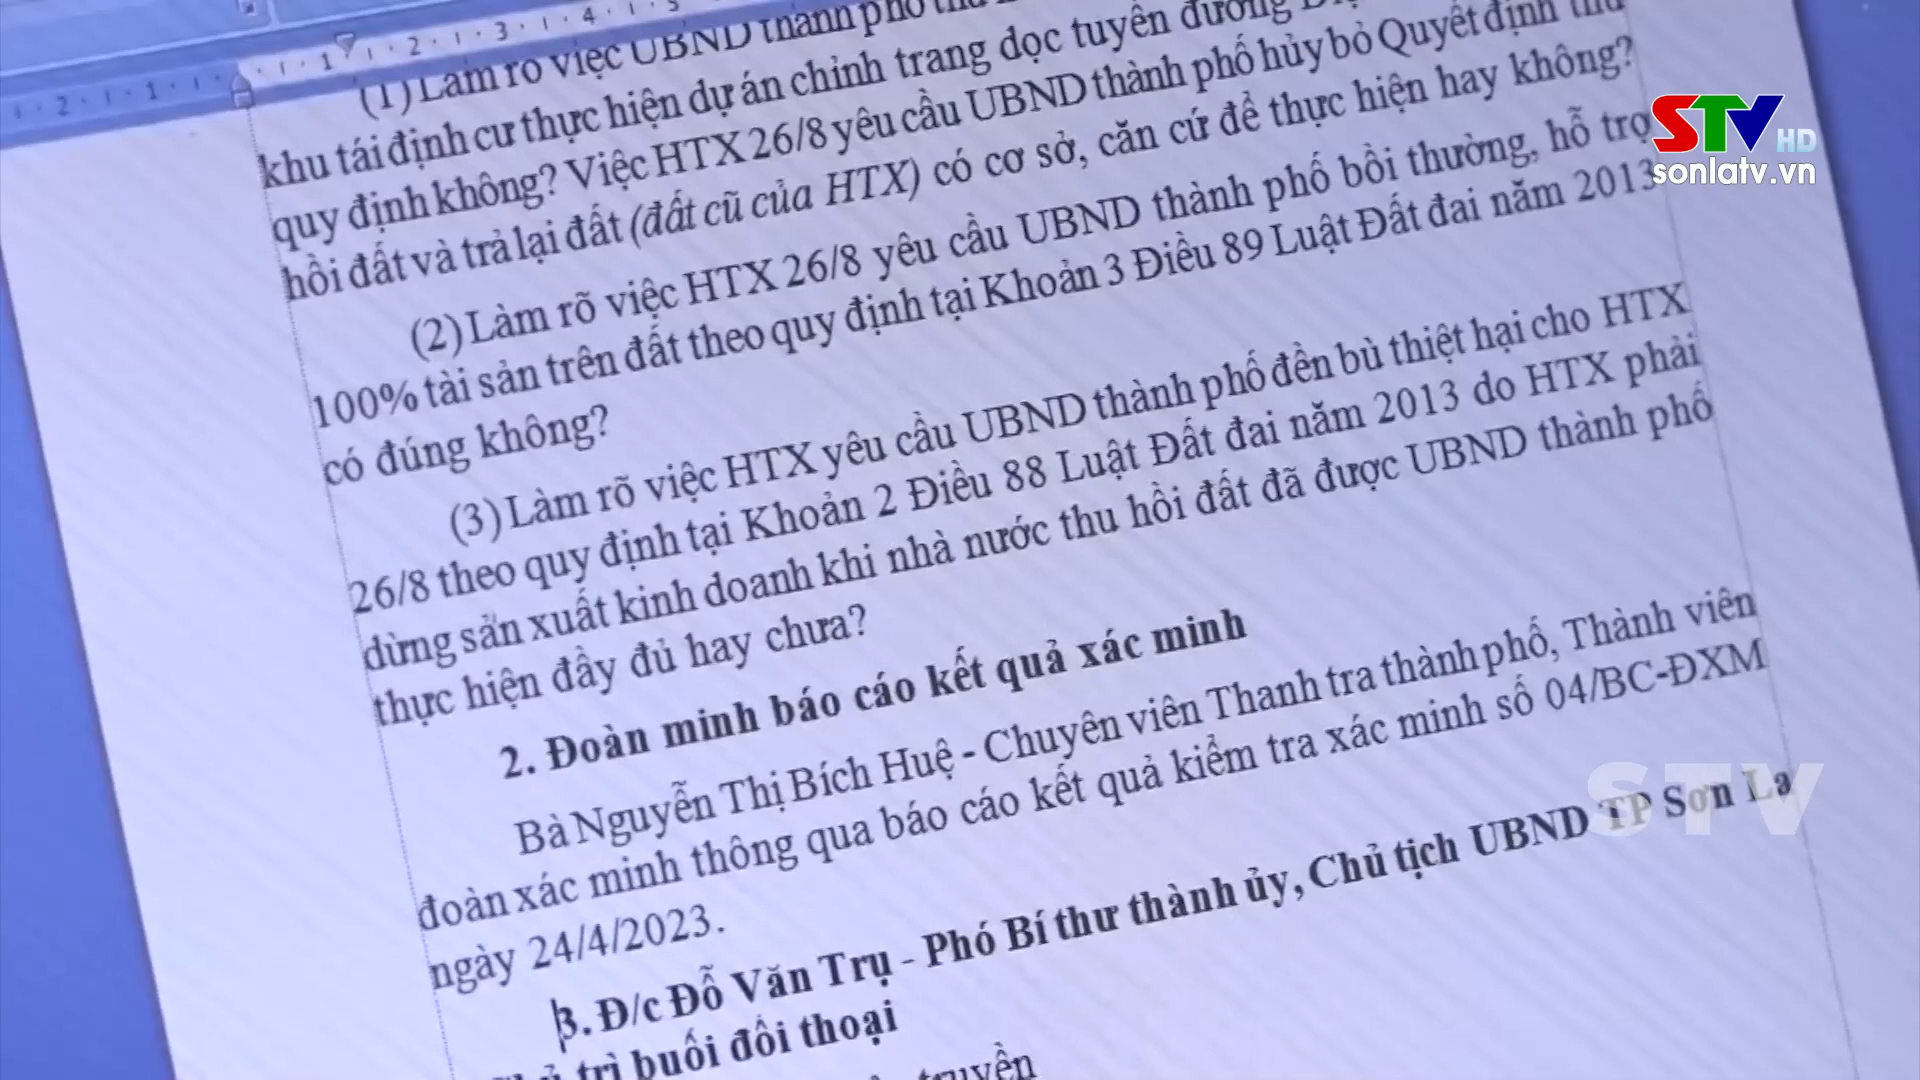 (1) Làm rõ việc UBND thành phố
khu tái định cư thực hiện dự án chỉnh trang dọc tuyến đường
quy định không? Việc HTX 26/8 yêu cầu UBND thành phố hủy bỏ Quyết định thu
hồi đất và trả lại đất (đất cũ của HTX) có cơ sở, căn cứ để thực hiện hay không?
(2) Làm rõ việc HTX 26/8 yêu cầu UBND thành phố bồi thường, hỗ trợ
100% tài sản trên đất theo quy định tại Khoản 3 Điều 89 Luật Đất đai năm 2013
có đúng không?
(3) Làm rõ việc HTX yêu cầu UBND thành phố đền bù thiệt hại cho HTX
26/8 theo quy định tại Khoản 2 Điều 88 Luật Đất đai năm 2013 do HTX phải
dừng sản xuất kinh doanh khi nhà nước thu hồi đất đã được UBND thành phố
thực hiện đầy đủ hay chưa?
2. Đoàn minh báo cáo kết quả xác minh
Bà Nguyễn Thị Bích Huệ - Chuyên viên Thanh tra thành phố, Thành viên
đoàn xác minh thông qua báo cáo kết quả kiểm tra xác minh số 04/BC-ĐXM
ngày 24/4/2023.
3. Đ/c Đỗ Văn Trụ - Phó Bí thư thành ủy, Chủ tịch UBND TP Sơn La
trì buổi đối thoại
truyền
STV HD
sonlatv.vn
STV